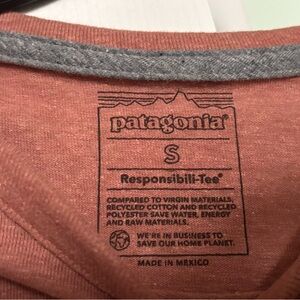 patagonia®
S
Responsibili-Tee®
COMPARED TO VIRGIN MATERIALS,
RECYCLED COTTON AND RECYCLED
POLYESTER SAVE WATER, ENERGY
AND RAW MATERIALS.
WE'RE IN BUSINESS TO
SAVE OUR HOME PLANET.
MADE IN MEXICO